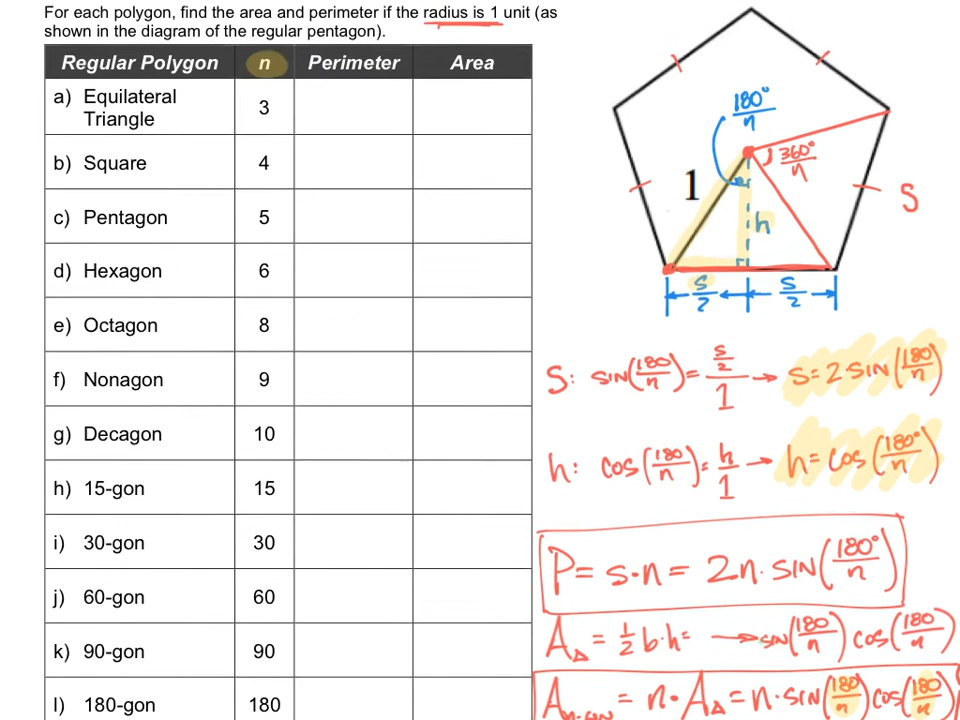 For each polygon, find the area and perimeter if the radius is 1 unit (as
shown in the diagram of the regular pentagon).
Regular Polygon n Perimeter Area
a) Equilateral Triangle 3
b) Square 4
c) Pentagon 5
d) Hexagon 6
e) Octagon 8
f) Nonagon 9
g) Decagon 10
h) 15-gon 15
i) 30-gon 30
j) 60-gon 60
k) 90-gon 90
l) 180-gon 180
180°/n
360°/n
1
h
S
s/2 s/2
S: SIN(180/n) = (s/2)/1 → S = 2 SIN(180/n)
h: cos(180/n) = h/1 → h = cos(180°/n)
P = s·n = 2n · SIN(180°/n)
A△ = 1/2 b·h = → SIN(180/n) cos(180/n)
A n-gon = n · A△ = n · SIN(180/n) cos(180/n)